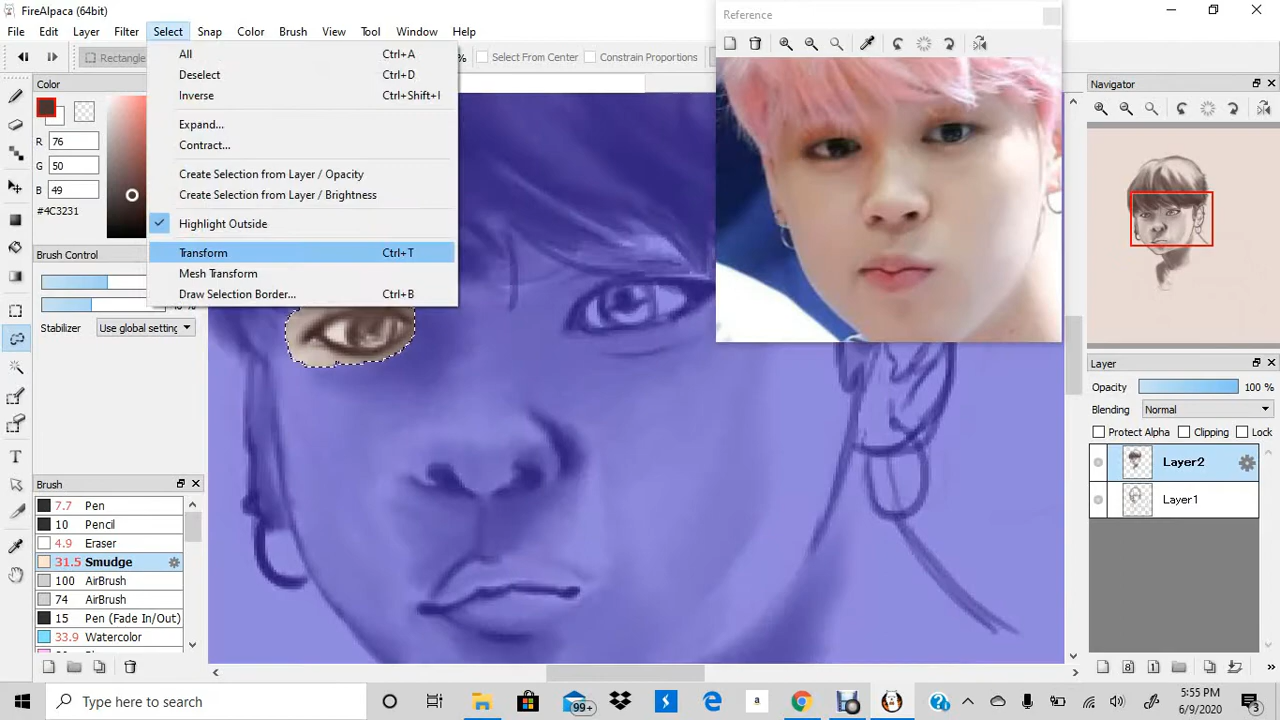 FireAlpaca (64bit)
File Edit Layer Filter Select Snap Color Brush View Tool Window Help
Rectangle
% Select From Center Constrain Proportions
All Ctrl+A
Deselect Ctrl+D
Inverse Ctrl+Shift+I
Expand...
Contract...
Create Selection from Layer / Opacity
Create Selection from Layer / Brightness
Highlight Outside
Transform Ctrl+T
Mesh Transform
Draw Selection Border... Ctrl+B
Color
R 76
G 50
B 49
#4C3231
Brush Control
Stabilizer Use global setting
Brush
7.7 Pen
10 Pencil
4.9 Eraser
31.5 Smudge
100 AirBrush
74 AirBrush
15 Pen (Fade In/Out)
33.9 Watercolor
Reference
Navigator
Layer
Opacity 100 %
Blending Normal
Protect Alpha Clipping Lock
Layer2
Layer1
Type here to search
99+
a
5:55 PM
6/9/2020
3